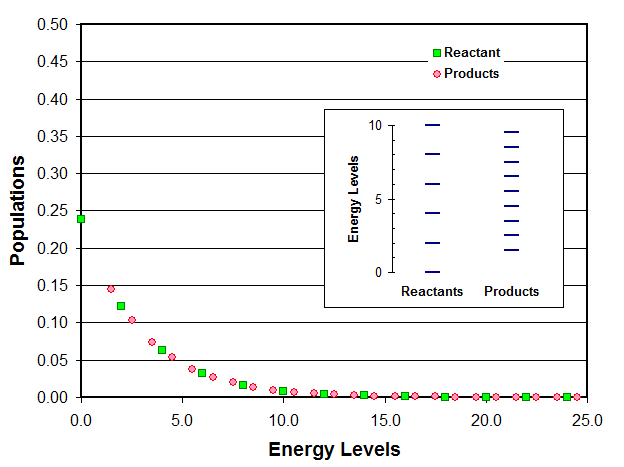 0.50
0.45
0.40
0.35
0.30
0.25
0.20
0.15
0.10
0.05
0.00
Populations
Reactant
Products
10
5
0
Energy Levels
Reactants Products
0.0 5.0 10.0 15.0 20.0 25.0
Energy Levels